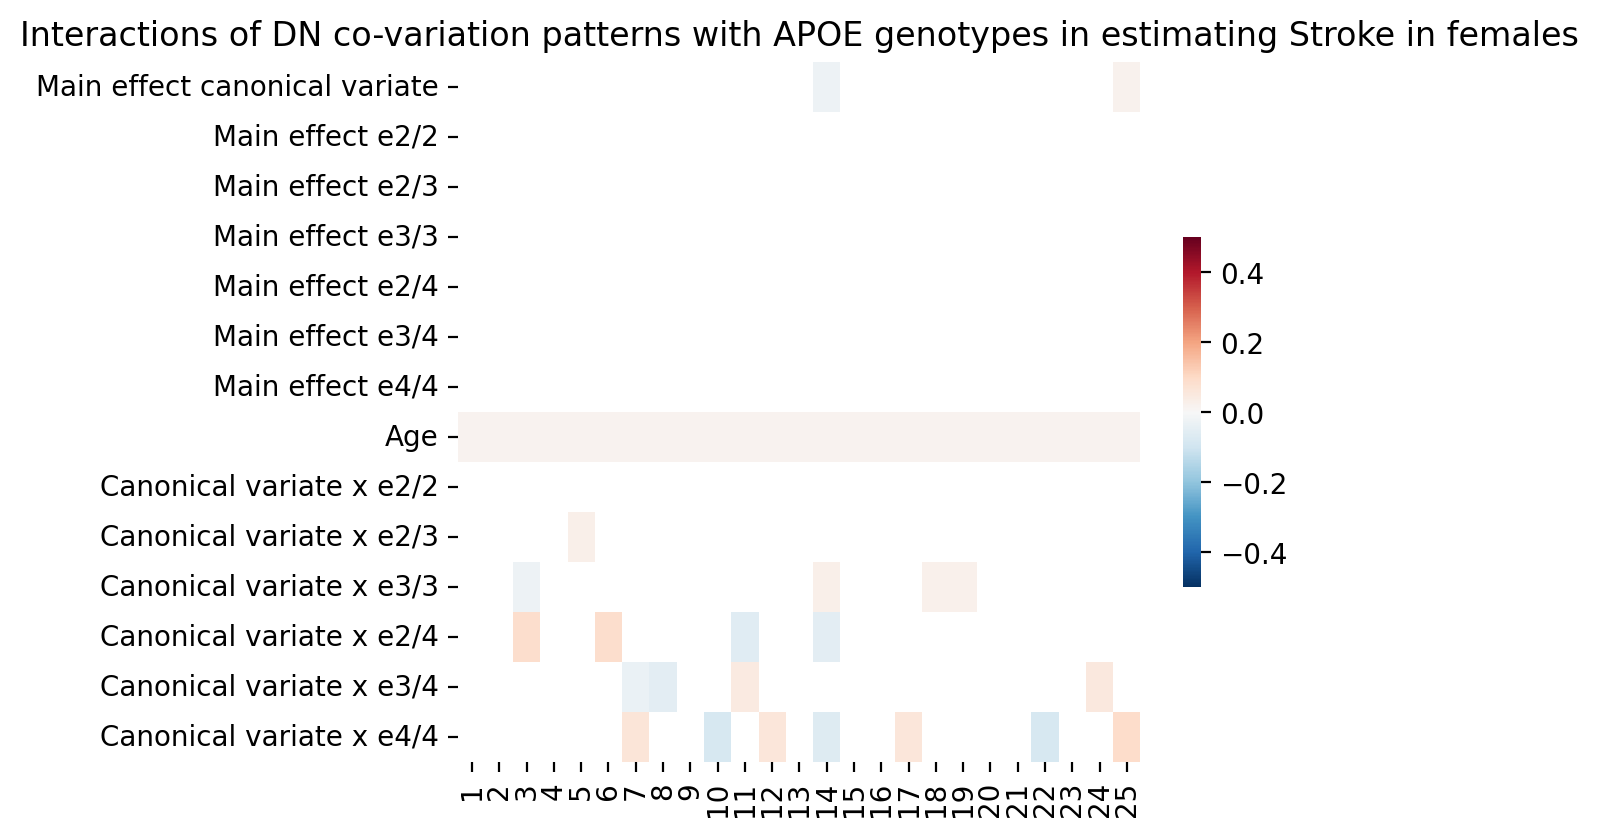 Interactions of DN co-variation patterns with APOE genotypes in estimating Stroke in females
Main effect canonical variate
Main effect e2/2
Main effect e2/3
Main effect e3/3
Main effect e2/4
Main effect e3/4
Main effect e4/4
Age
Canonical variate x e2/2
Canonical variate x e2/3
Canonical variate x e3/3
Canonical variate x e2/4
Canonical variate x e3/4
Canonical variate x e4/4
1 2 3 4 5 6 7 8 9 10 11 12 13 14 15 16 17 18 19 20 21 22 23 24 25
0.4
0.2
0.0
−0.2
−0.4